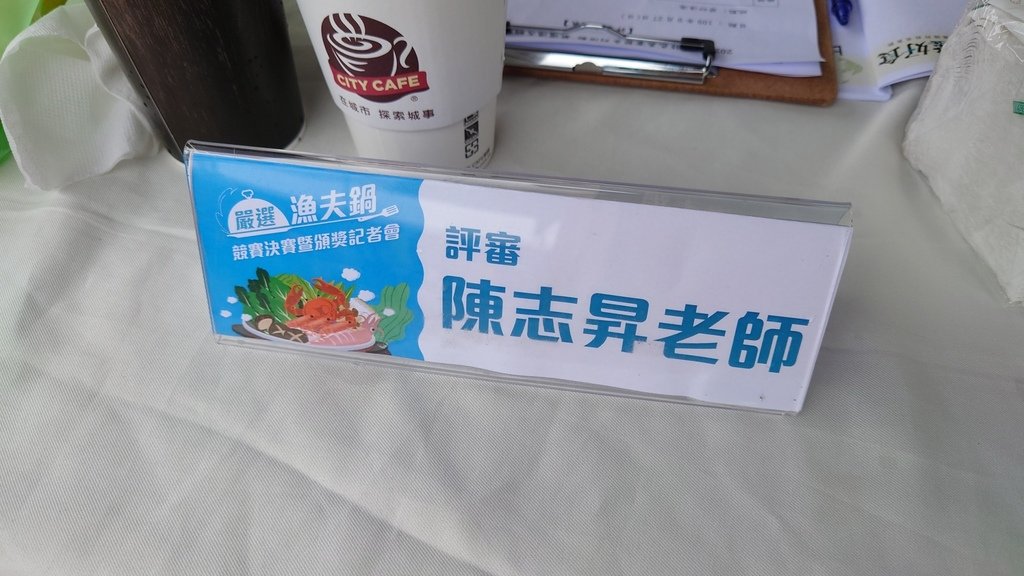 CITY CAFE
在城市 探索城事
嚴選 漁夫鍋
競賽決賽暨頒獎記者會
評審
陳志昇老師